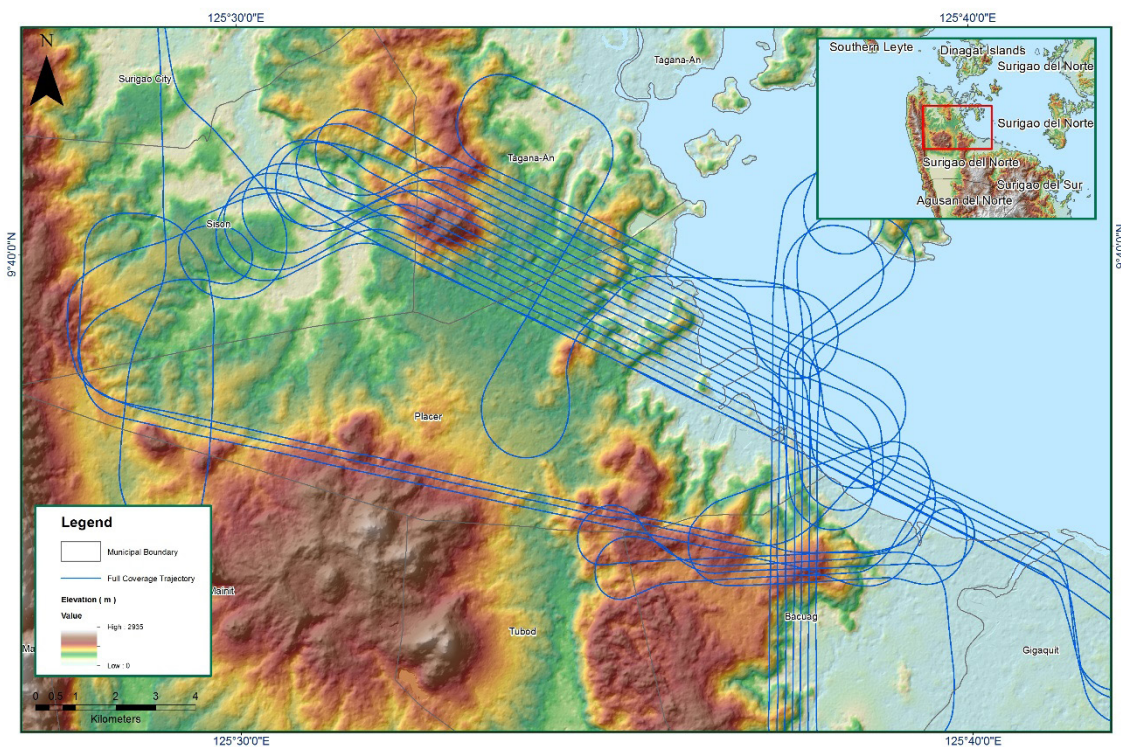 125°30'0"E
125°40'0"E
N
Surigao City
Tagana-An
Southern Leyte
Dinagat Islands
Surigao del Norte
Surigao del Norte
Surigao del Norte
Surigao del Sur
Agusan del Norte
Tagana-An
Sison
9°40'0"N
9°40'0"N
Placer
Legend
Municipal Boundary
Full Coverage Trajectory
Elevation ( m )
Value
High : 2935
Low : 0
Mainit
Ma
Tubod
Bacuag
Gigaquit
0 0.5 1 2 3 4
Kilometers
125°30'0"E
125°40'0"E